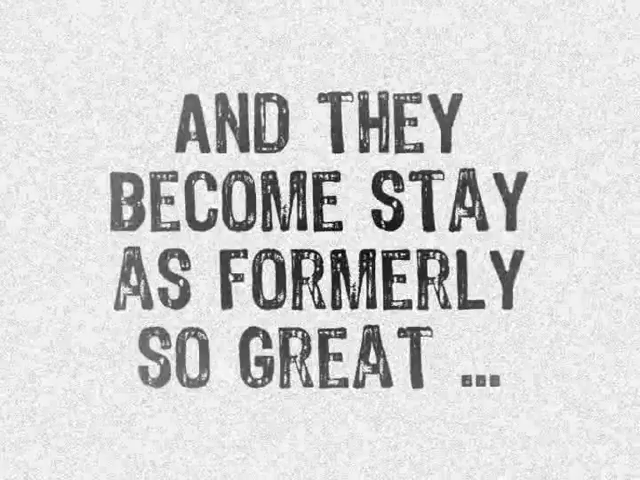 AND THEY
BECOME STAY
AS FORMERLY
SO GREAT ...